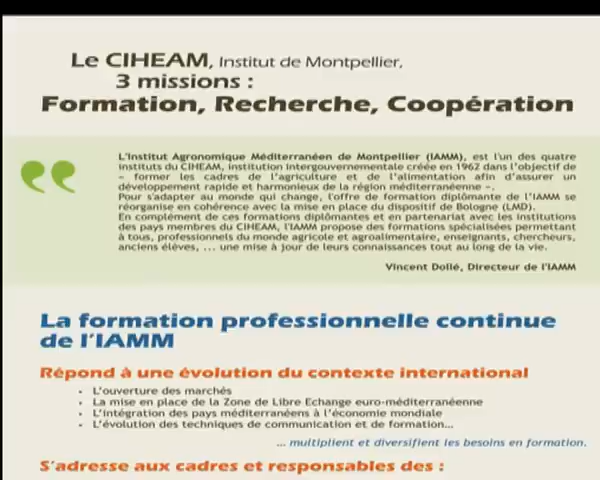 Le CIHEAM, Institut de Montpellier,
3 missions :
Formation, Recherche, Coopération
L'Institut Agronomique Méditerranéen de Montpellier (IAMM), est l'un des quatre
instituts du CIHEAM, institution intergouvernementale créée en 1962 dans l'objectif de
« former les cadres de l'agriculture et de l'alimentation afin d'assurer un
développement rapide et harmonieux de la région méditerranéenne ».
Pour s'adapter au monde qui change, l'offre de formation diplômante de l'IAMM se
réorganise en cohérence avec la mise en place du dispositif de Bologne (LMD).
En complément de ces formations diplômantes et en partenariat avec les institutions
des pays membres du CIHEAM, l'IAMM propose des formations spécialisées permettant
à tous, professionnels du monde agricole et agroalimentaire, enseignants, chercheurs,
anciens élèves, ... une mise à jour de leurs connaissances tout au long de la vie.
Vincent Dollé, Directeur de l'IAMM
La formation professionnelle continue
de l'IAMM
Répond à une évolution du contexte international
• L'ouverture des marchés
• La mise en place de la Zone de Libre Echange euro-méditerranéenne
• L'intégration des pays méditerranéens à l'économie mondiale
• L'évolution des techniques de communication et de formation...
... multiplient et diversifient les besoins en formation.
S'adresse aux cadres et responsables des :